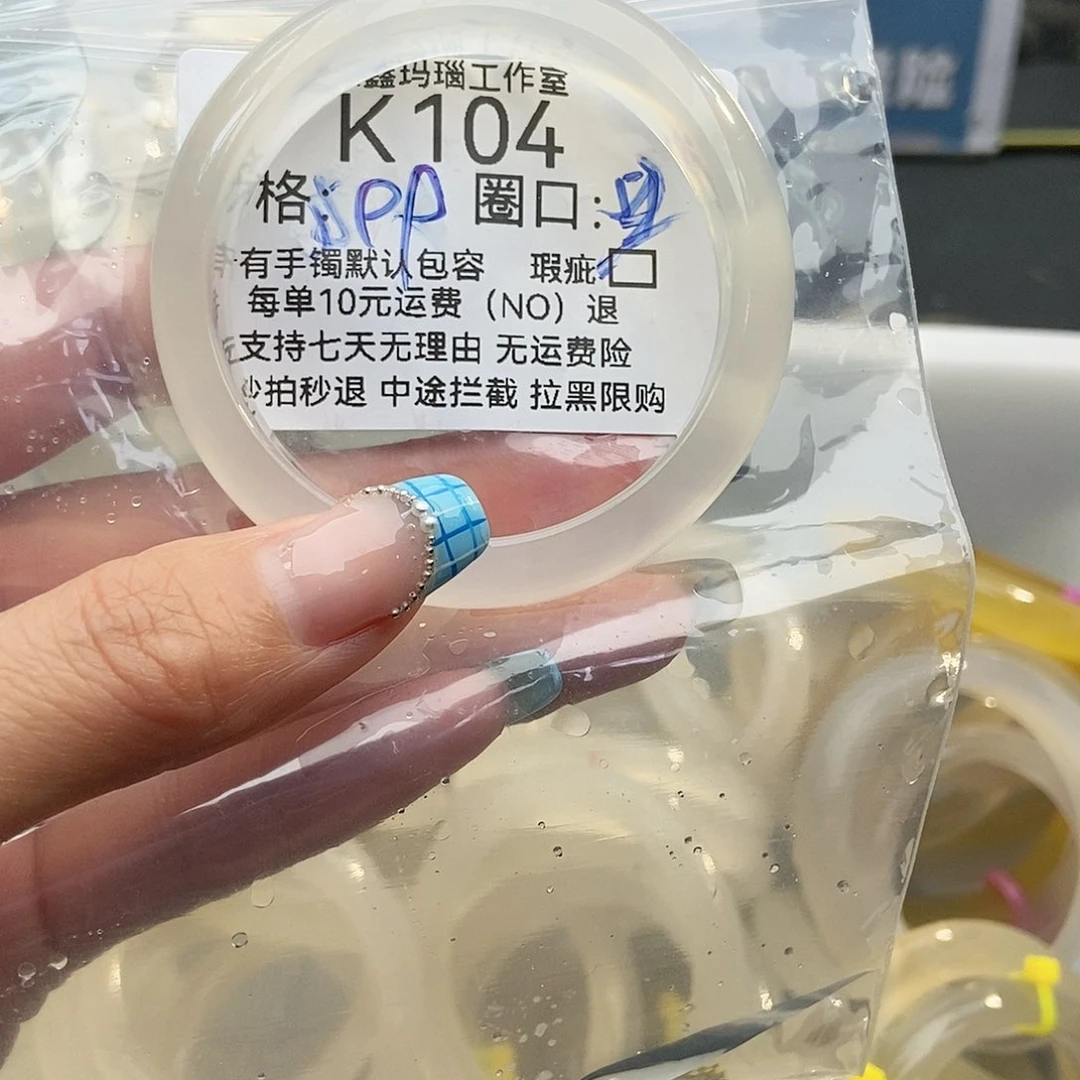 鑫玛瑙工作室
K104
格: 圈口:
有手镯默认包容 瑕疵
每单10元运费（NO）退
支持七天无理由 无运费险
秒拍秒退 中途拦截 拉黑限购
险